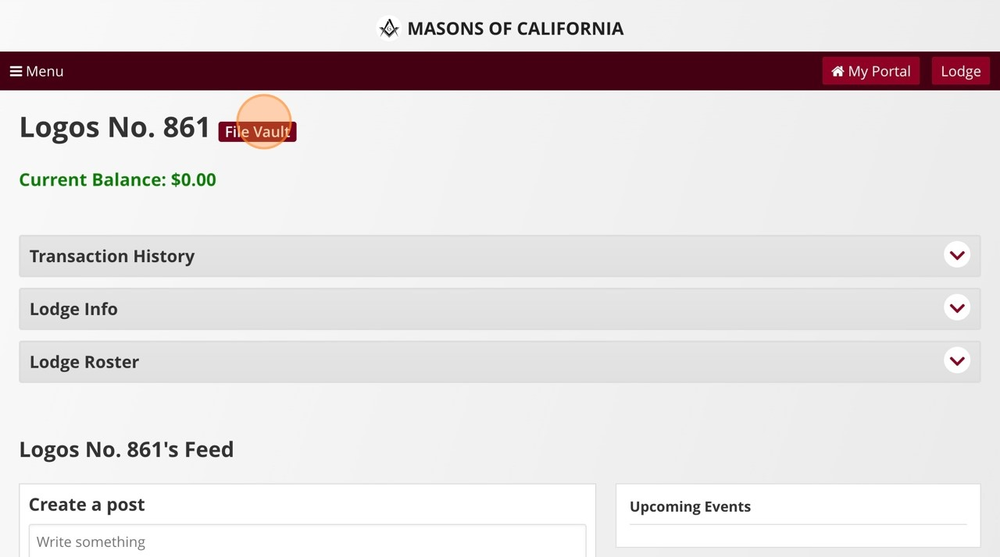 MASONS OF CALIFORNIA
Menu
My Portal
Lodge
Logos No. 861
File Vault
Current Balance: $0.00
Transaction History
Lodge Info
Lodge Roster
Logos No. 861's Feed
Create a post
Write something
Upcoming Events